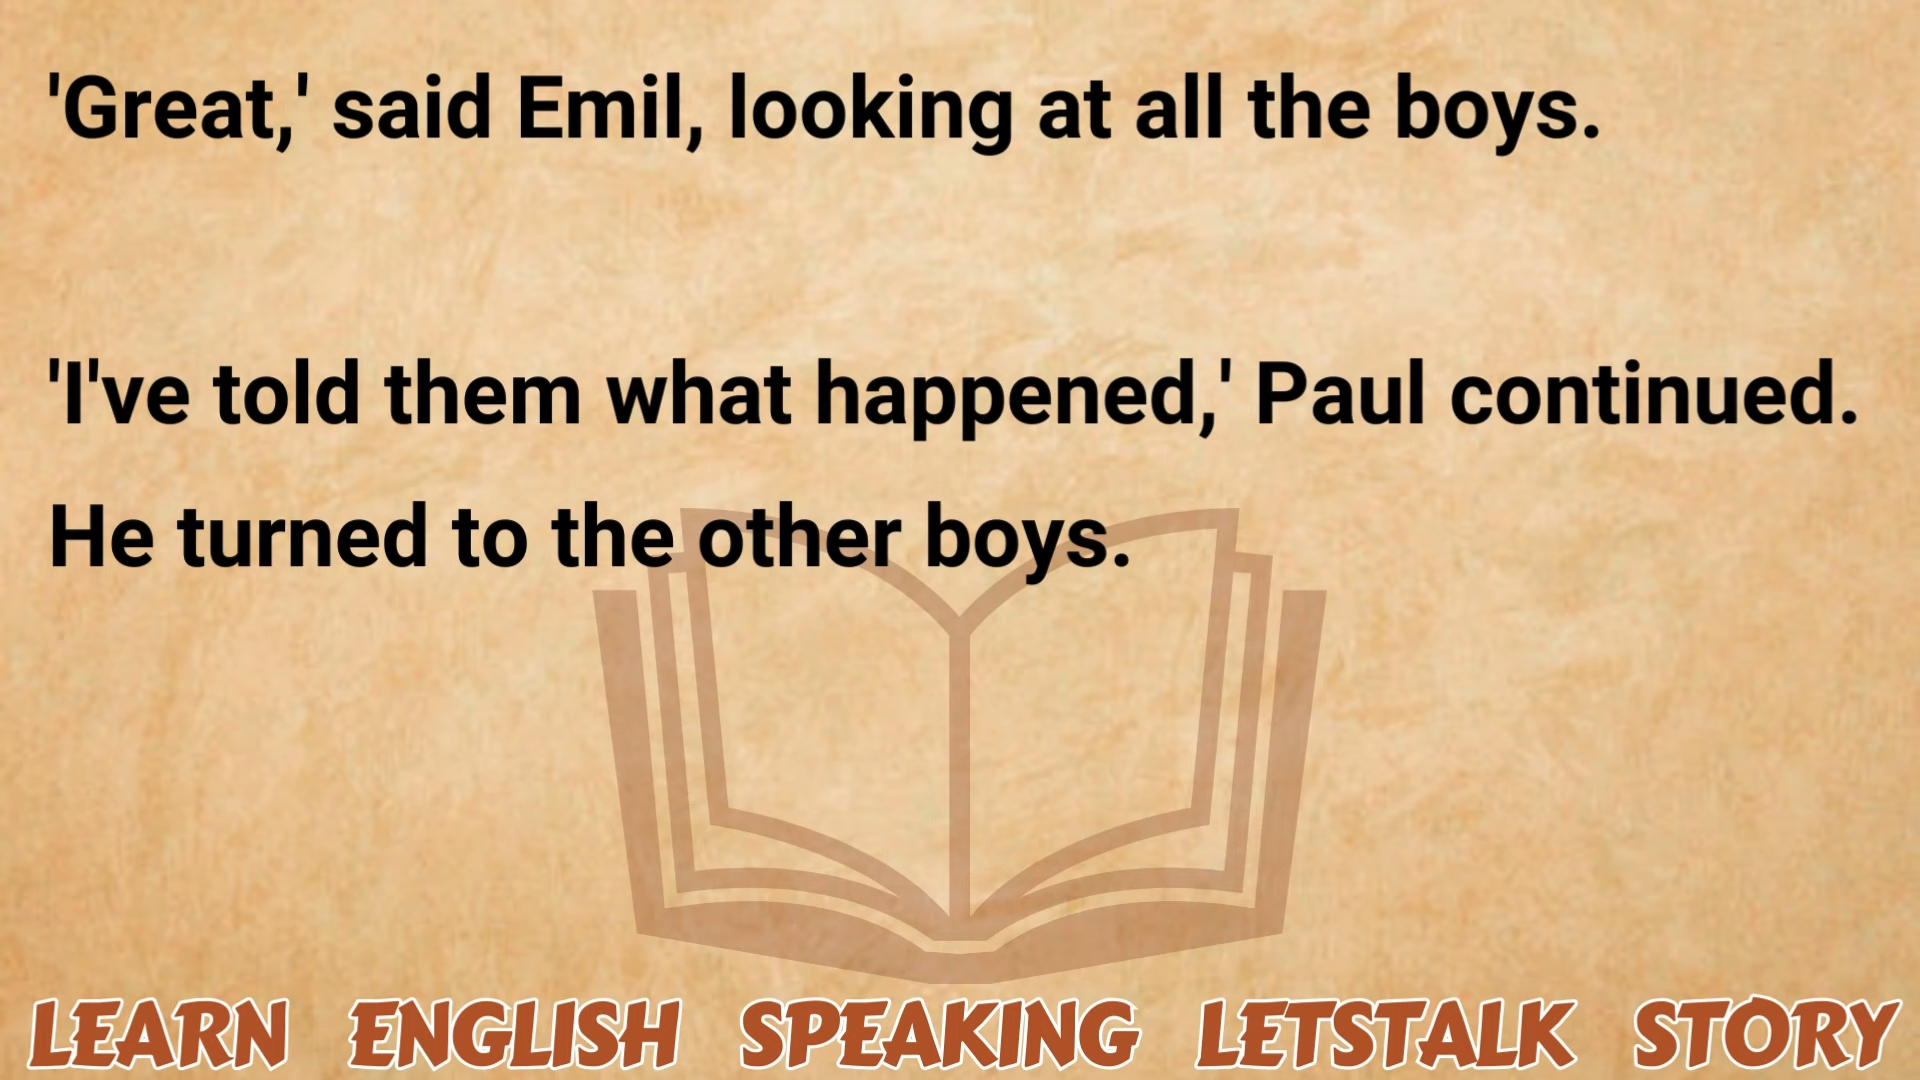 'Great,' said Emil, looking at all the boys.
'I've told them what happened,' Paul continued.
He turned to the other boys.
LEARN ENGLISH SPEAKING LETSTALK STORY